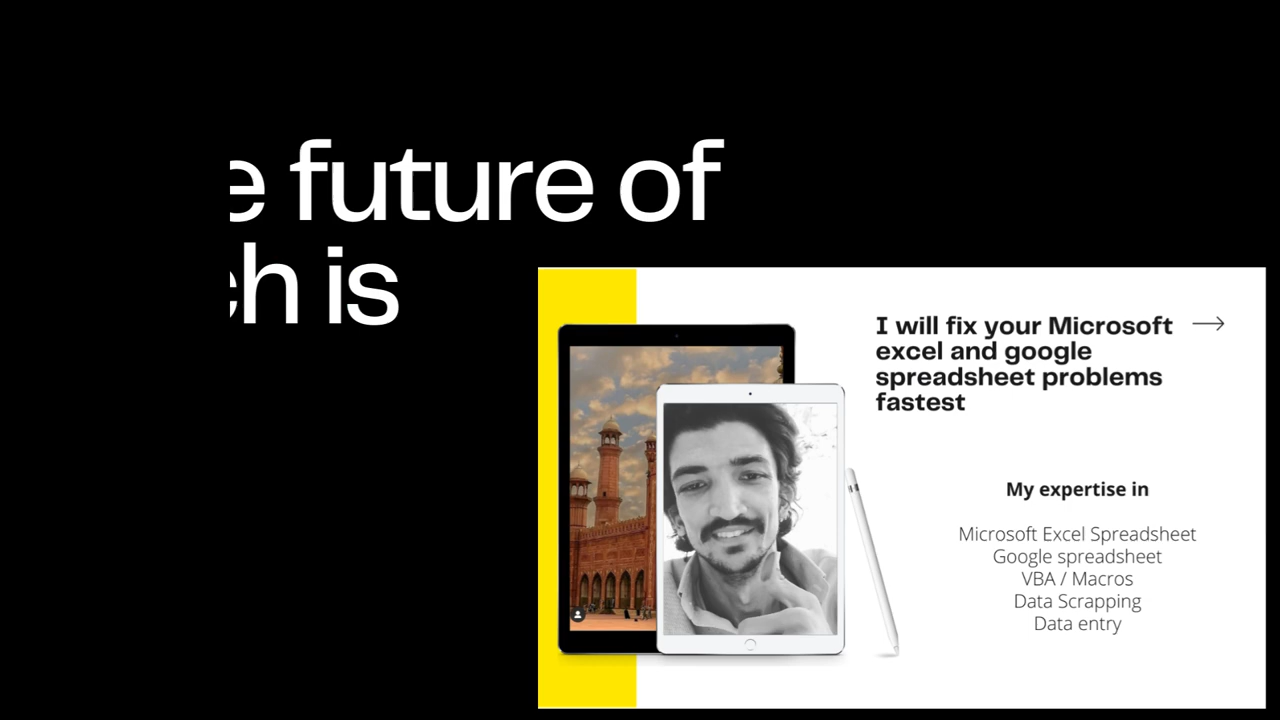 e future of
ch is
I will fix your Microsoft
excel and google
spreadsheet problems
fastest
My expertise in
Microsoft Excel Spreadsheet
Google spreadsheet
VBA / Macros
Data Scrapping
Data entry